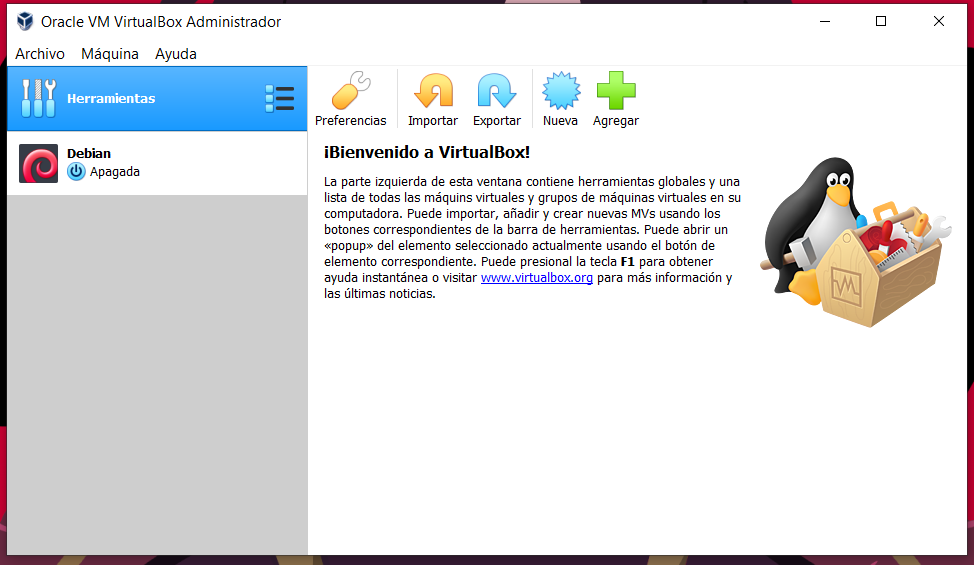 Oracle VM VirtualBox Administrador
Archivo Máquina Ayuda
Herramientas
Debian
Apagada
Preferencias Importar Exportar Nueva Agregar
¡Bienvenido a VirtualBox!
La parte izquierda de esta ventana contiene herramientas globales y una
lista de todas las máquins virtuales y grupos de máquinas virtuales en su
computadora. Puede importar, añadir y crear nuevas MVs usando los
botones correspondientes de la barra de herramientas. Puede abrir un
«popup» del elemento seleccionado actualmente usando el botón de
elemento correspondiente. Puede presional la tecla F1 para obtener
ayuda instantánea o visitar www.virtualbox.org para más información y
las últimas noticias.